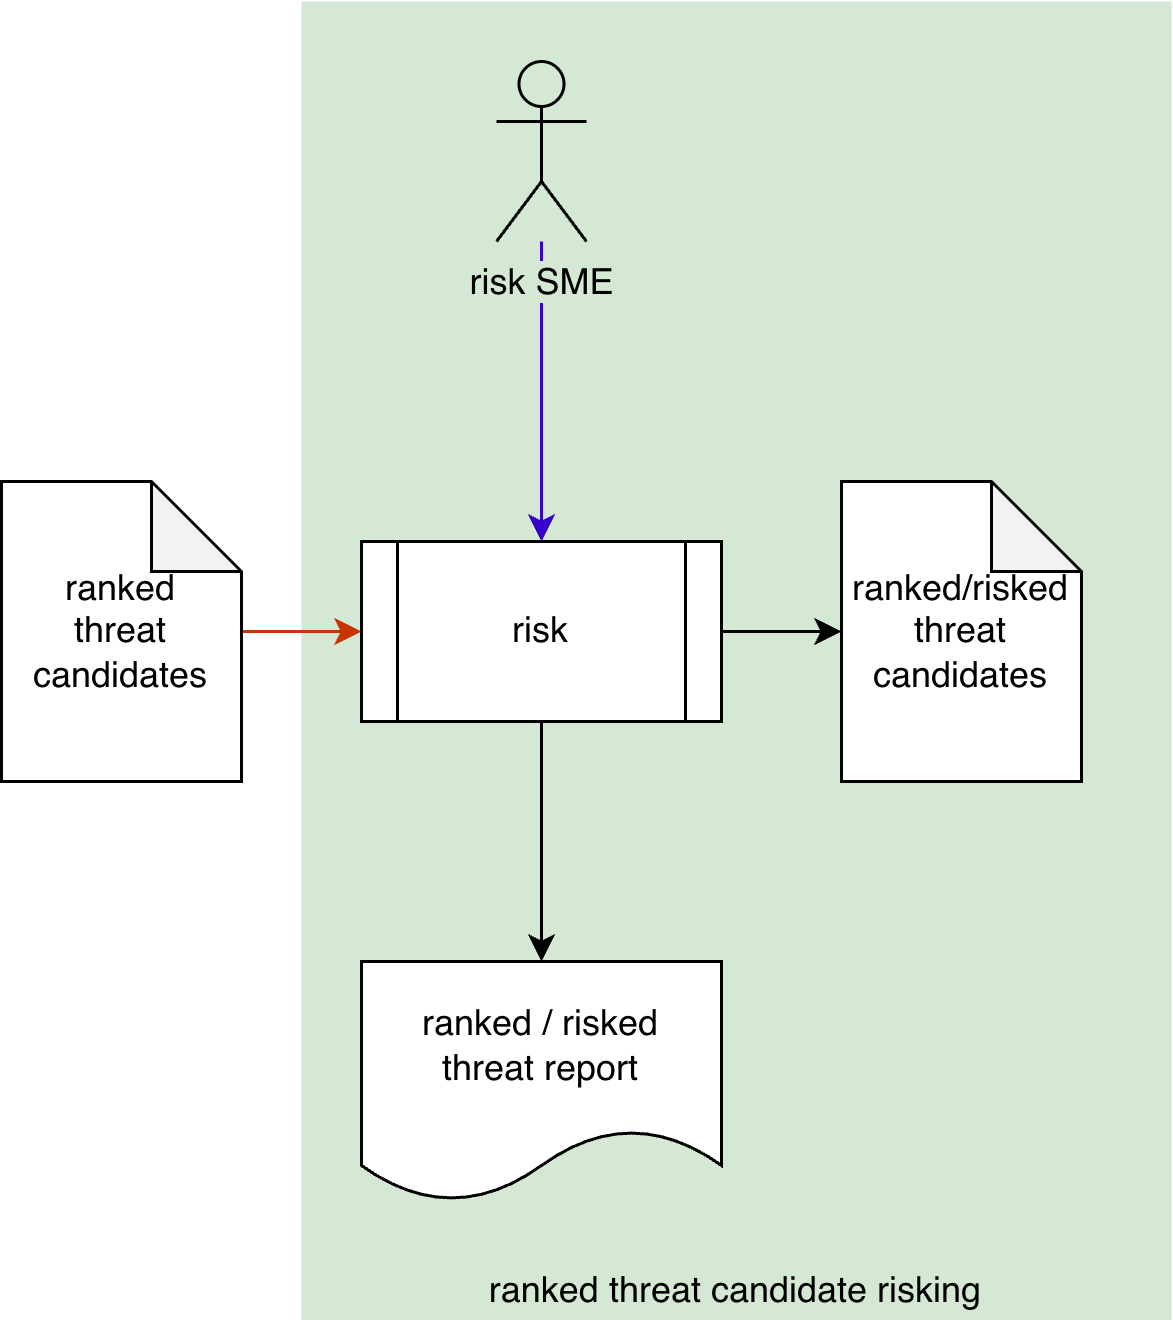 risk SME
ranked
threat
candidates
risk
ranked/risked
threat
candidates
ranked / risked
threat report
ranked threat candidate risking